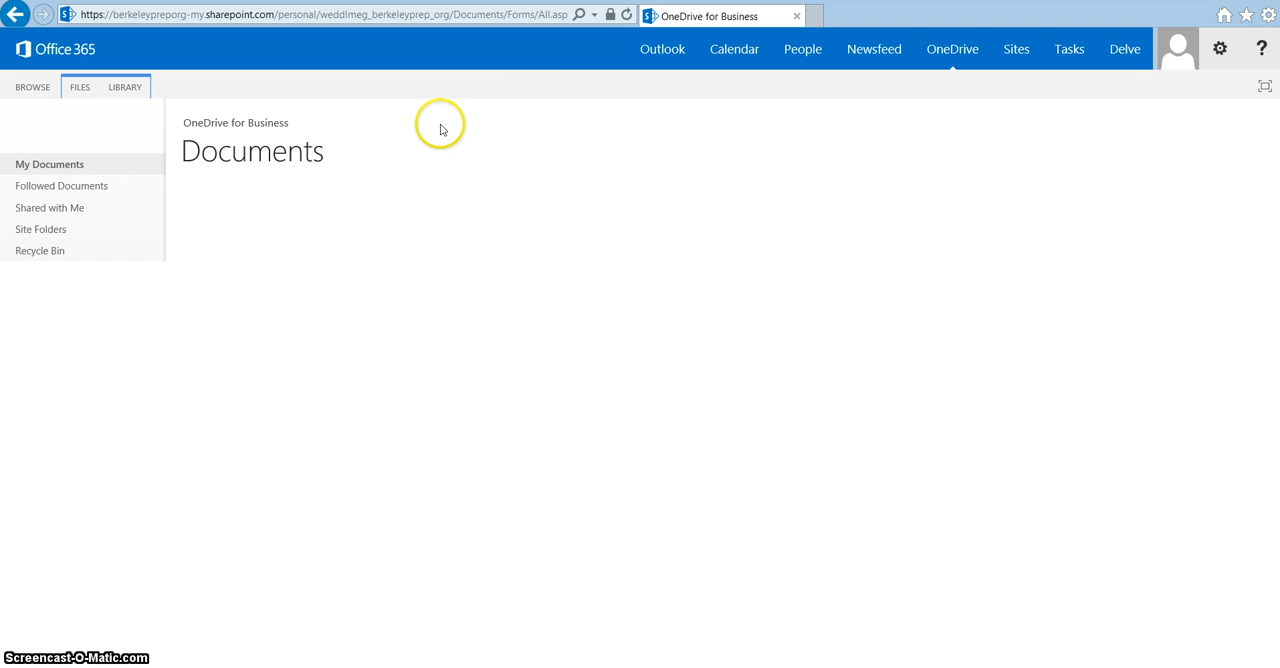 https://berkeleypreporg-my.sharepoint.com/personal/weddlmeg_berkeleyprep_org/Documents/Forms/All.asp
OneDrive for Business
Office 365
Outlook Calendar People Newsfeed OneDrive Sites Tasks Delve ?
BROWSE FILES LIBRARY
OneDrive for Business
Documents
My Documents
Followed Documents
Shared with Me
Site Folders
Recycle Bin
Screencast-O-Matic.com